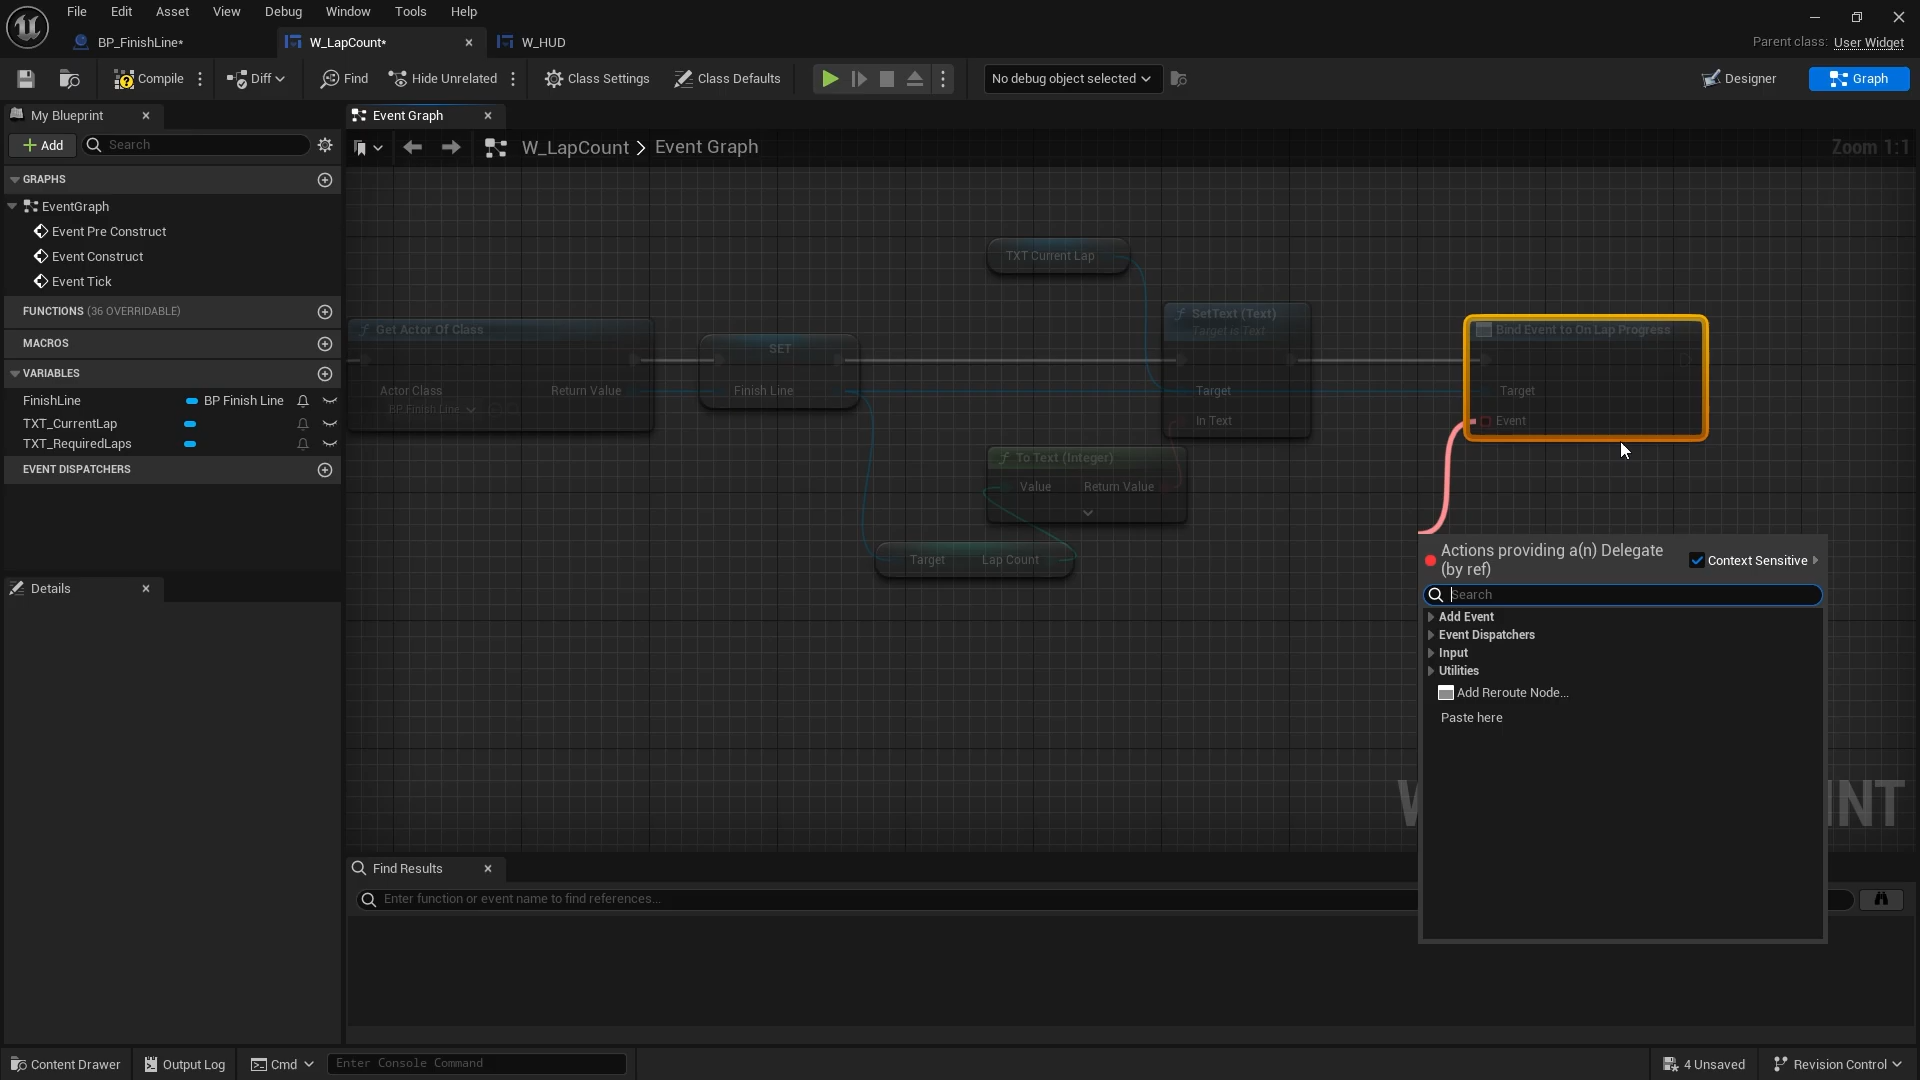 File Edit Asset View Debug Window Tools Help
BP_FinishLine* W_LapCount* W_HUD
Parent class: User Widget
Compile Diff Find Hide Unrelated Class Settings Class Defaults No debug object selected Designer Graph
My Blueprint
Event Graph
Add Search
W_LapCount > Event Graph
Zoom 1:1
GRAPHS
EventGraph
Event Pre Construct
Event Construct
Event Tick
FUNCTIONS (36 OVERRIDABLE)
MACROS
VARIABLES
FinishLine BP Finish Line
TXT_CurrentLap
TXT_RequiredLaps
EVENT DISPATCHERS
Details
TXT Current Lap
Get Actor Of Class
Actor Class Return Value
BP Finish Line
SET
Finish Line
SetText (Text)
Target is Text
Target
In Text
Bind Event to On Lap Progress
Target
Event
To Text (Integer)
Value Return Value
Target Lap Count
Actions providing a(n) Delegate
(by ref)
Context Sensitive
Search
Add Event
Event Dispatchers
Input
Utilities
Add Reroute Node...
Paste here
W
INT
Find Results
Enter function or event name to find references...
Content Drawer Output Log Cmd Enter Console Command 4 Unsaved Revision Control